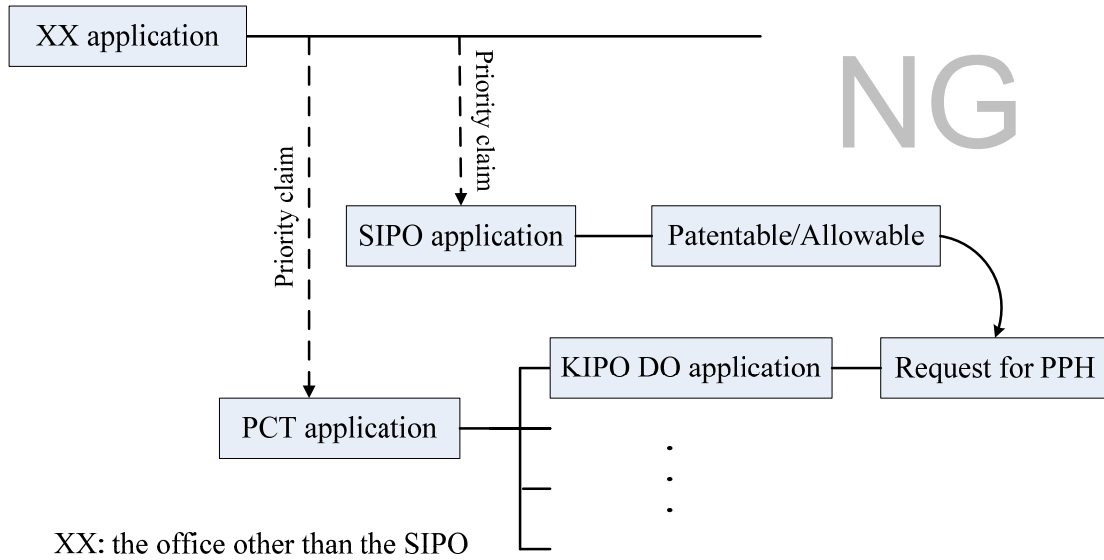 XX application
NG
Priority claim
Priority claim
SIPO application
Patentable/Allowable
KIPO DO application
Request for PPH
PCT application
XX: the office other than the SIPO